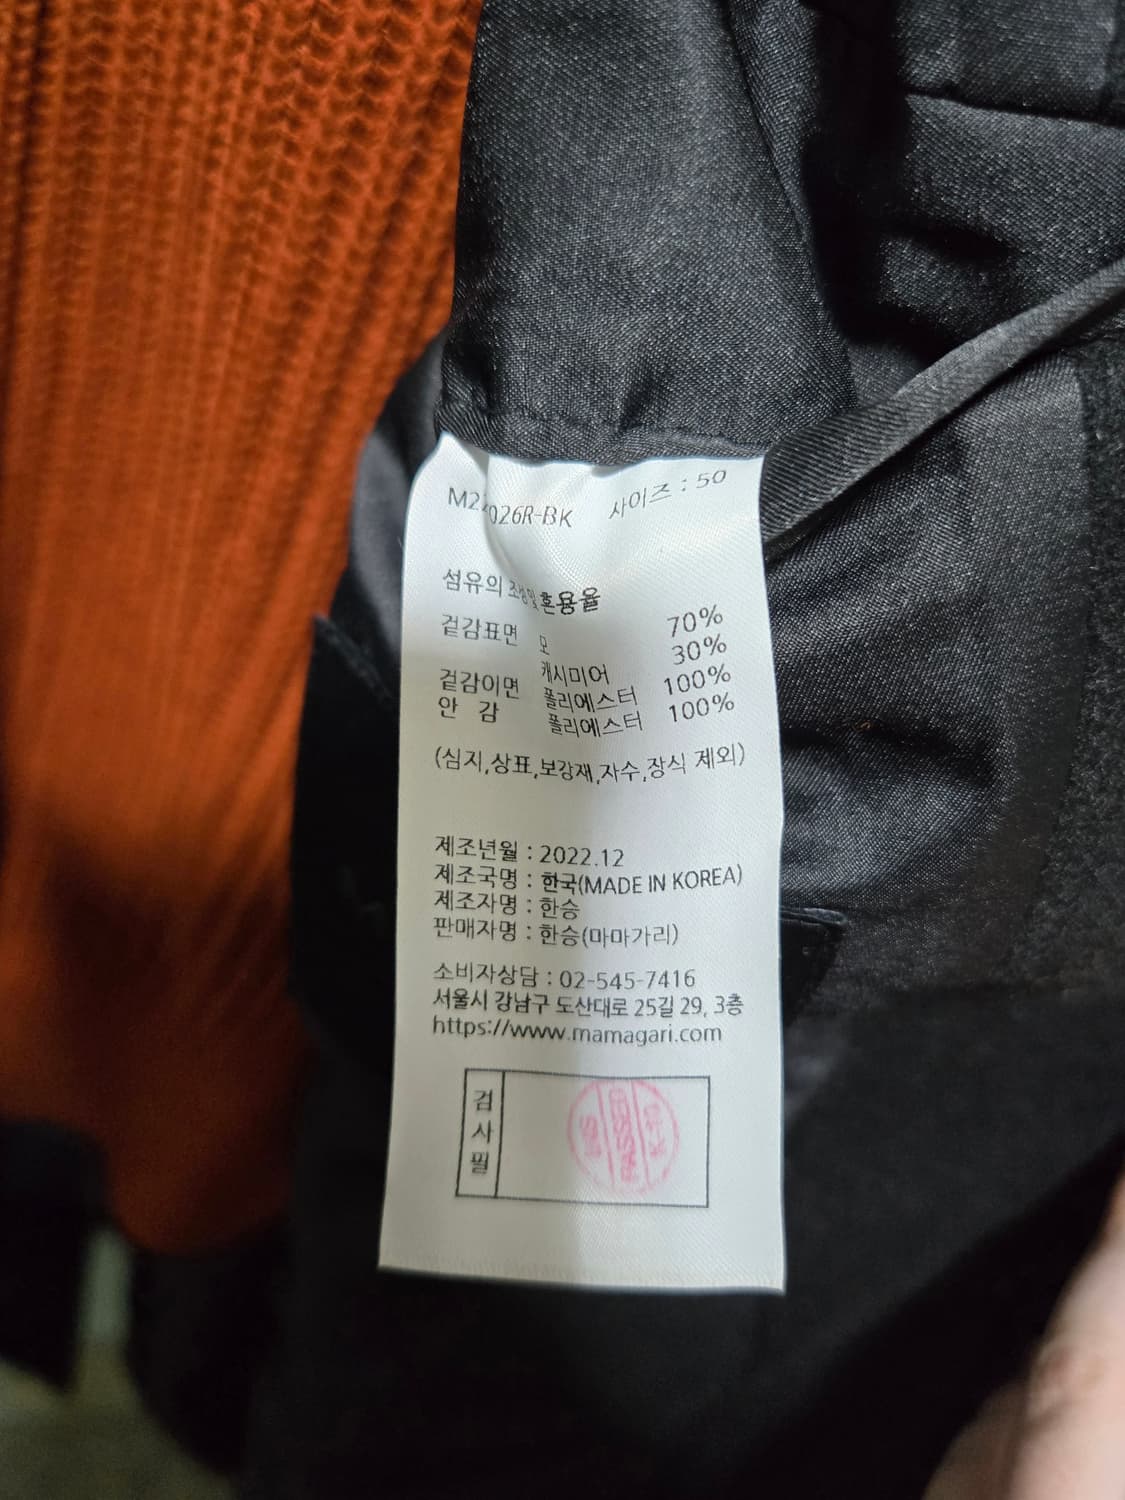 사이즈 : 50
섬유의 조성및 혼용율
겉감표면 모 70%
캐시미어 30%
겉감이면 폴리에스터 100%
안 감 폴리에스터 100%
(심지,상표,보강재,자수,장식 제외)
제조년월 : 2022.12
제조국명 : 한국(MADE IN KOREA)
제조자명 : 한승
판매자명 : 한승(마마가리)
소비자상담 : 02-545-7416
서울시 강남구 도산대로 25길 29, 3층
https://www.mamagari.com
검사필